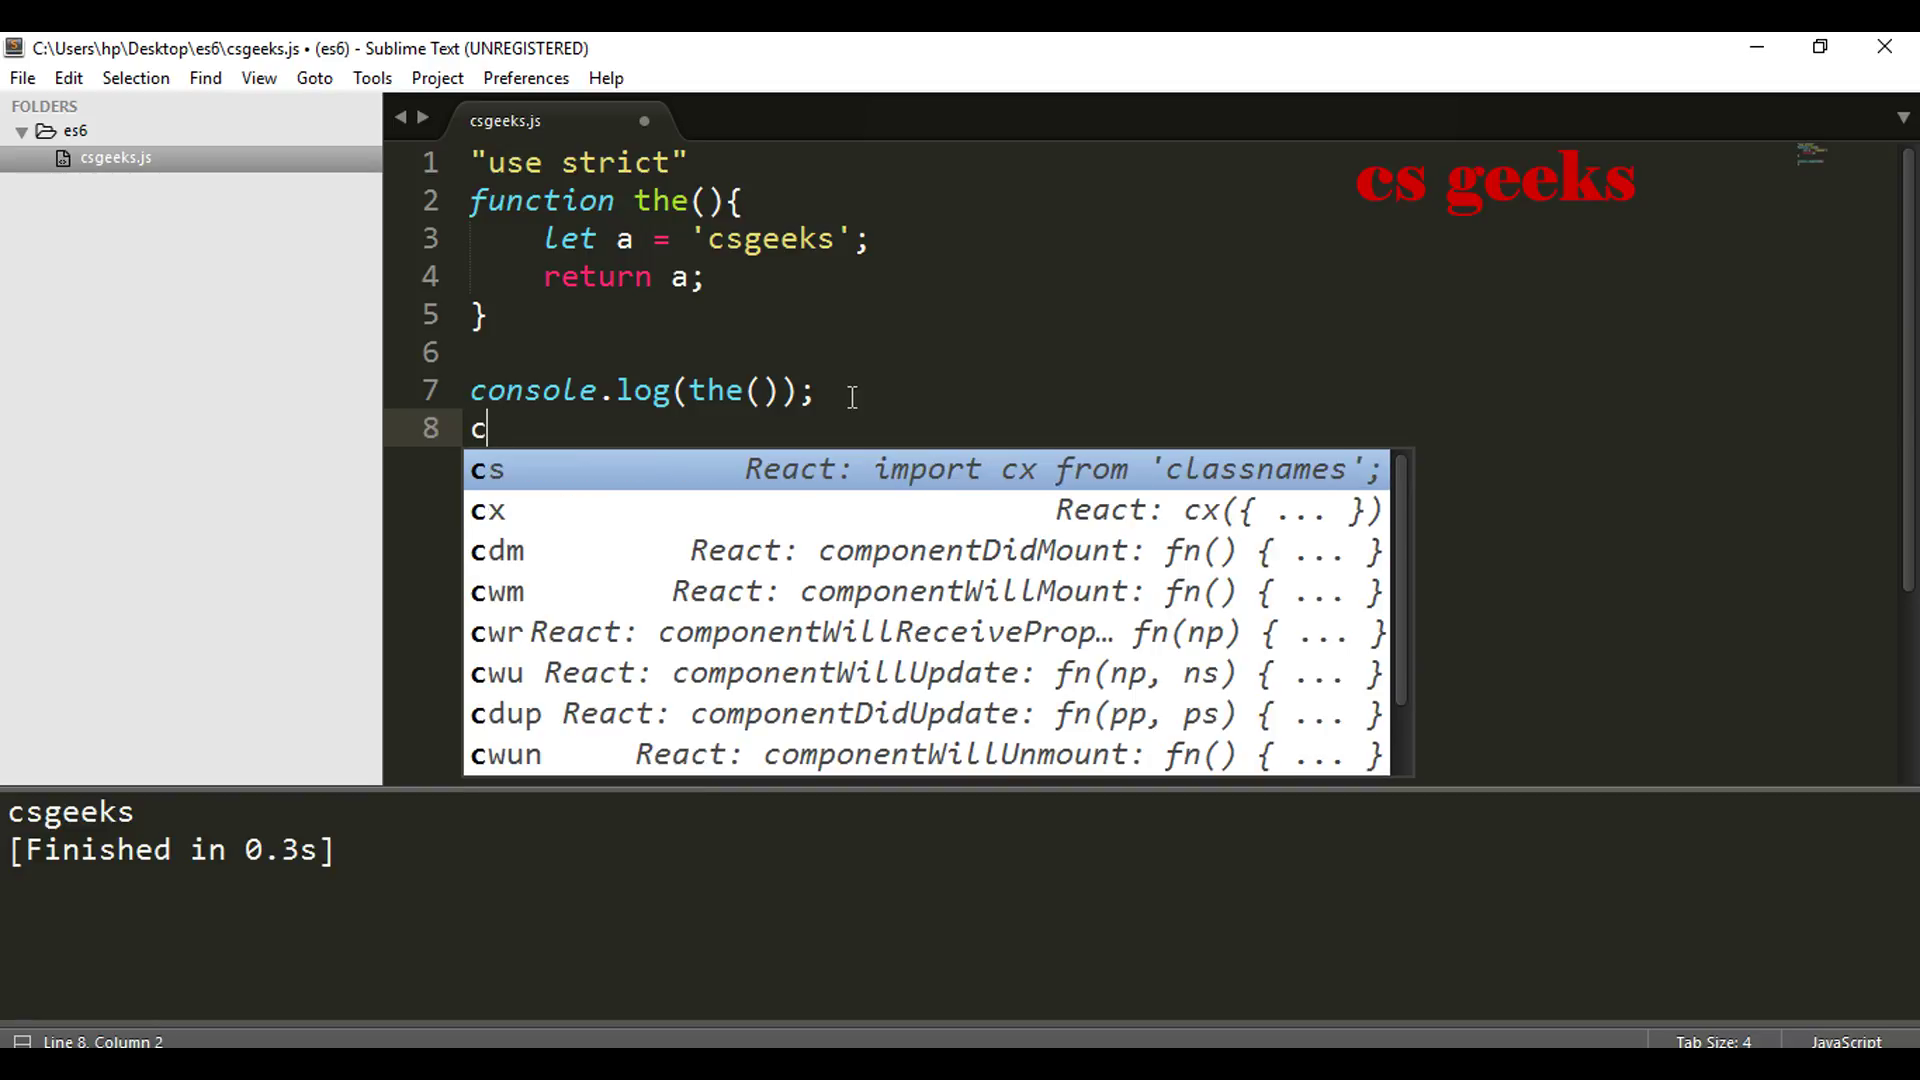 C:\Users\hp\Desktop\es6\csgeeks.js • (es6) - Sublime Text (UNREGISTERED)
File Edit Selection Find View Goto Tools Project Preferences Help
FOLDERS
es6
csgeeks.js
csgeeks.js
cs geeks
1 "use strict"
2 function the(){
3 let a = 'csgeeks';
4 return a;
5 }
6
7 console.log(the());
8 c
cs React: import cx from 'classnames';
cx React: cx({ ... })
cdm React: componentDidMount: fn() { ... }
cwm React: componentWillMount: fn() { ... }
cwr React: componentWillReceiveProp… fn(np) { ... }
cwu React: componentWillUpdate: fn(np, ns) { ... }
cdup React: componentDidUpdate: fn(pp, ps) { ... }
cwun React: componentWillUnmount: fn() { ... }
csgeeks
[Finished in 0.3s]
Line 8, Column 2 Tab Size: 4 JavaScript